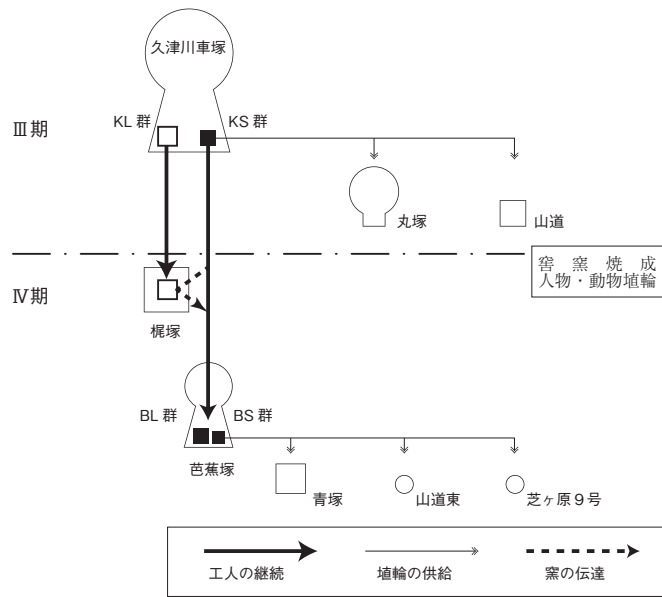 久津川車塚
Ⅲ期
KL 群
KS 群
丸塚
山道
窖窯焼成
人物・動物埴輪
Ⅳ期
梶塚
BL 群
BS 群
芭蕉塚
青塚
山道東
芝ヶ原９号
工人の継続
埴輪の供給
窯の伝達